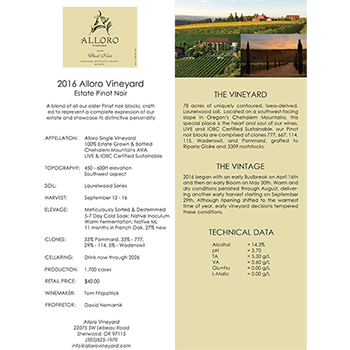 ALLORO
VINEYARD
Pinot Noir
2016 Alloro Vineyard
Estate Pinot Noir
A blend of all our elder Pinot noir blocks, craft-
ed to represent a complete expression of our
estate and showcase its distinctive personality.
APPELLATION: Alloro Single Vineyard
100% Estate Grown & Bottled
Chehalem Mountains AVA
LIVE & IOBC Certified Sustainable
TOPOGRAPHY: 450 - 600ft elevation
Southwest aspect
SOIL: Laurelwood Series
HARVEST: September 12 - 16
ELEVAGE: Meticulously Sorted & Destemmed
5-7 Day Cold Soak; Native Inoculum
Warm Fermentation; Native ML
11 months in French Oak, 27% new
CLONES: 33% Pommard, 33% - 777,
29% - 114, 5% - Wadenswil
CELLARING: Drink now through 2026
PRODUCTION: 1,700 cases
RETAIL PRICE: $40.00
WINEMAKER: Tom Fitzpatrick
PROPRIETOR: David Nemarnik
Alloro Vineyard
22075 SW Lebeau Road
Sherwood, OR 97115
(503)625-1978
info@allorovineyard.com
THE VINEYARD
78 acres of uniquely contoured, loess-derived,
Laurelwood soil. Located on a southwest-facing
slope in Oregon's Chehalem Mountains, this
special place is the heart and soul of our wines.
LIVE and IOBC Certified Sustainable, our Pinot
noir blocks are comprised of clones 777, 667, 114,
115, Wadenswil, and Pommard, grafted to
Riparia Gloire and 3309 rootstocks.
THE VINTAGE
2016 began with an early Budbreak on April 16th
and then an early Bloom on May 30th. Warm and
dry conditions persisted through August, deliver-
ing another early harvest starting on September
29th. Although ripening shifted to the warmest
time of year, early vineyard decisions tempered
these conditions.
TECHNICAL DATA
Alcohol = 14.3%
pH = 3.70
TA = 5.30 g/L
VA = 0.60 g/L
Glu+Fru = 0.00 g/L
L-Malic = 0.00 g/L